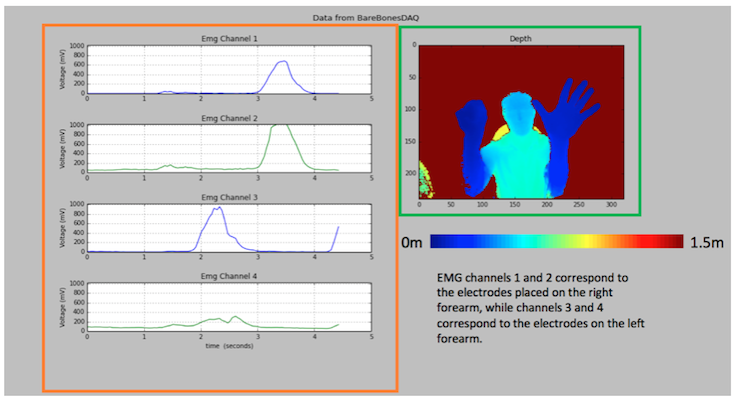 Data from BareBonesDAQ
Emg Channel 1
Voltage (mV)
1000
800
600
400
200
0
0 1 2 3 4 5
Emg Channel 2
Voltage (mV)
1000
800
600
400
200
0
0 1 2 3 4 5
Emg Channel 3
Voltage (mV)
1000
800
600
400
200
0
0 1 2 3 4 5
Emg Channel 4
Voltage (mV)
1000
800
600
400
200
0
0 1 2 3 4 5
time (seconds)
Depth
0
50
100
150
200
0 50 100 150 200 250 300
0m 1.5m
EMG channels 1 and 2 correspond to
the electrodes placed on the right
forearm, while channels 3 and 4
correspond to the electrodes on the left
forearm.